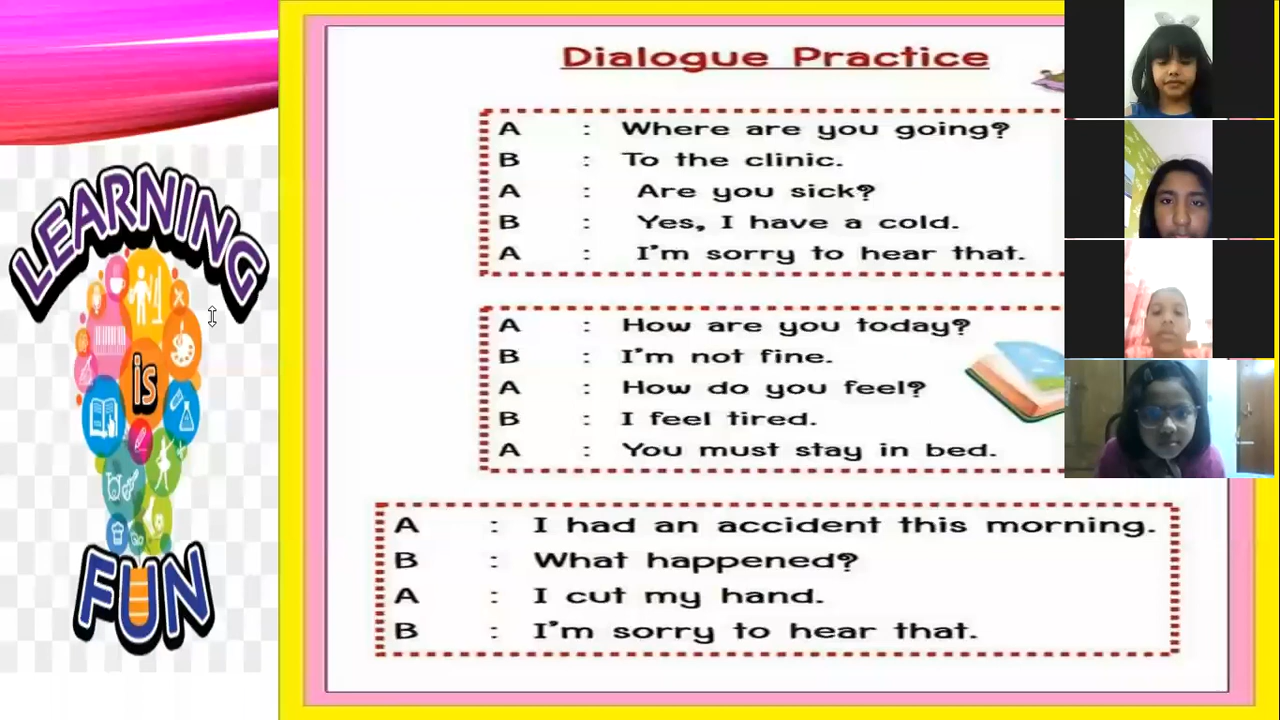 LEARNING
is
FUN
Dialogue Practice
A : Where are you going?
B : To the clinic.
A : Are you sick?
B : Yes, I have a cold.
A : I'm sorry to hear that.
A : How are you today?
B : I'm not fine.
A : How do you feel?
B : I feel tired.
A : You must stay in bed.
A : I had an accident this morning.
B : What happened?
A : I cut my hand.
B : I'm sorry to hear that.